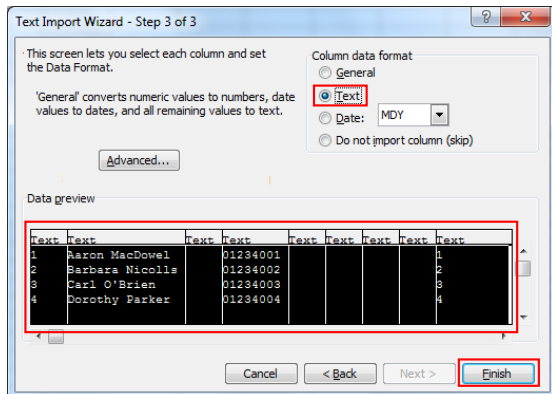 Text Import Wizard - Step 3 of 3
This screen lets you select each column and set
the Data Format.
'General' converts numeric values to numbers, date
values to dates, and all remaining values to text.
Advanced...
Column data format
General
Text
Date: MDY
Do not import column (skip)
Data preview
Text Text Text Text Text Text Text Text Text
1 Aaron MacDowel 01234001 1
2 Barbara Nicolls 01234002 2
3 Carl O'Brien 01234003 3
4 Dorothy Parker 01234004 4
Cancel < Back Next > Finish